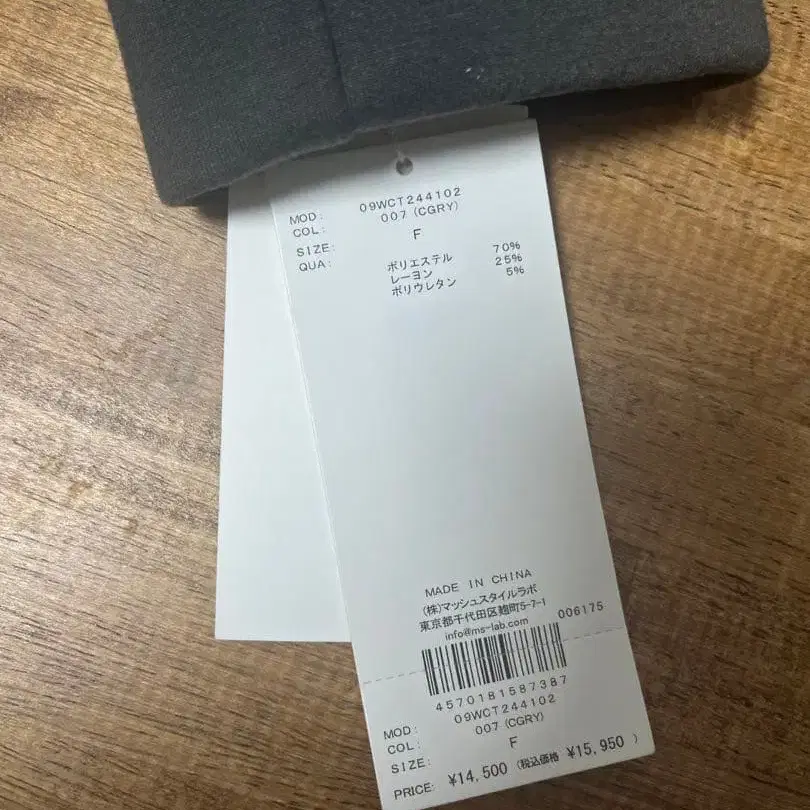 MOD: 09WCT244102
COL: 007 (CGRY)
SIZE: F
QUA: ポリエステル 70%
レーヨン 25%
ポリウレタン 5%
MADE IN CHINA
(株)マッシュスタイルラボ
東京都千代田区麹町5-7-1
info@ms-lab.com
006175
4570181587387
MOD: 09WCT244102
COL: 007 (CGRY)
SIZE: F
PRICE: ¥14,500 (税込価格 ¥15,950 )